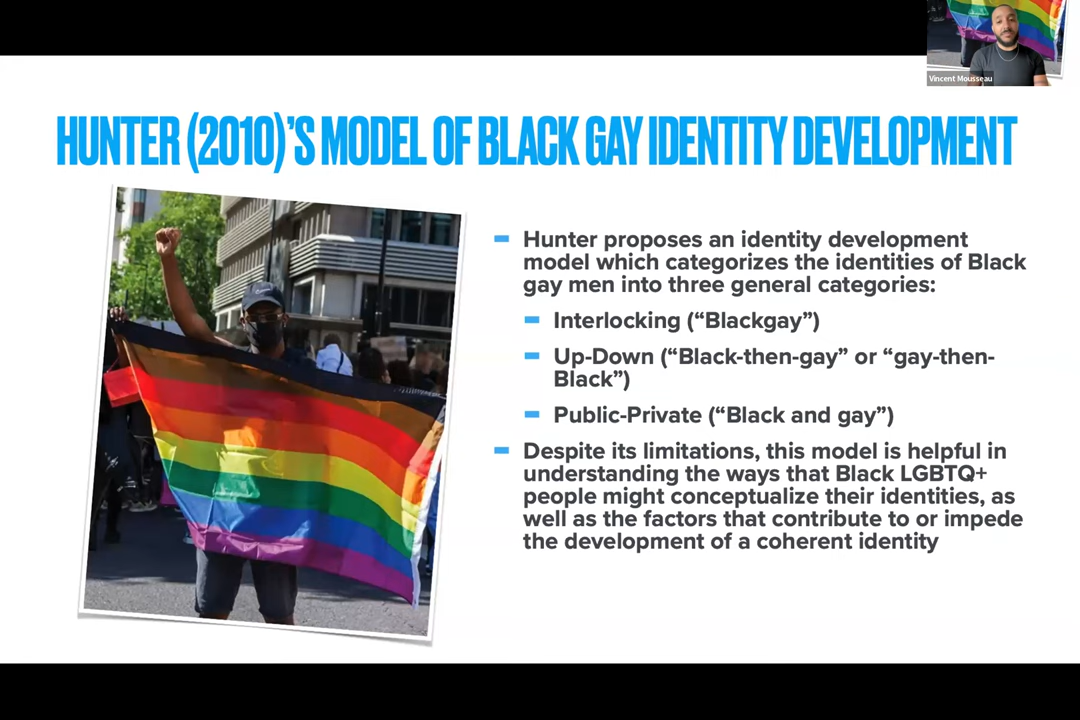 Vincent Mousseau
HUNTER (2010)'S MODEL OF BLACK GAY IDENTITY DEVELOPMENT
Hunter proposes an identity development
model which categorizes the identities of Black
gay men into three general categories:
Interlocking (“Blackgay”)
Up-Down (“Black-then-gay” or “gay-then-
Black”)
Public-Private (“Black and gay”)
Despite its limitations, this model is helpful in
understanding the ways that Black LGBTQ+
people might conceptualize their identities, as
well as the factors that contribute to or impede
the development of a coherent identity